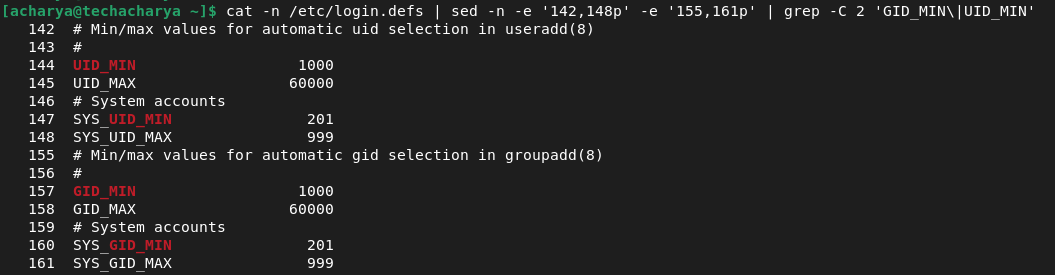 [acharya@techacharya ~]$ cat -n /etc/login.defs | sed -n -e '142,148p' -e '155,161p' | grep -C 2 'GID_MIN\|UID_MIN'
   142  # Min/max values for automatic uid selection in useradd(8)
   143  #
   144  UID_MIN                  1000
   145  UID_MAX                 60000
   146  # System accounts
   147  SYS_UID_MIN               201
   148  SYS_UID_MAX               999
   155  # Min/max values for automatic gid selection in groupadd(8)
   156  #
   157  GID_MIN                  1000
   158  GID_MAX                 60000
   159  # System accounts
   160  SYS_GID_MIN               201
   161  SYS_GID_MAX               999